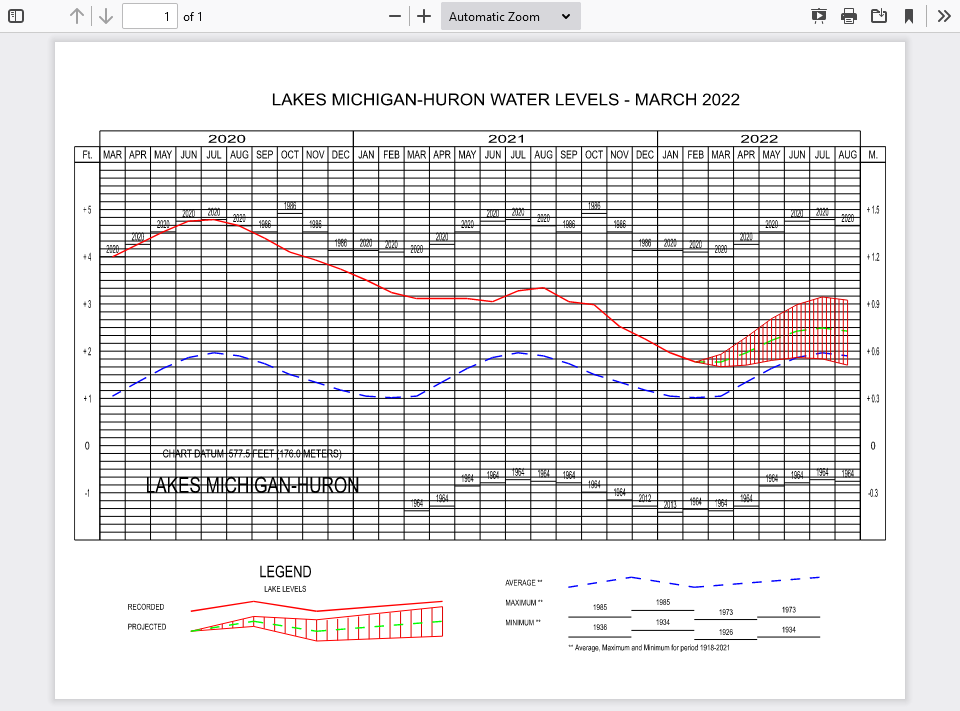 1 of 1 Automatic Zoom
LAKES MICHIGAN-HURON WATER LEVELS - MARCH 2022
2020 2021 2022
Ft. MAR APR MAY JUN JUL AUG SEP OCT NOV DEC JAN FEB MAR APR MAY JUN JUL AUG SEP OCT NOV DEC JAN FEB MAR APR MAY JUN JUL AUG M.
1986 1986
+5 2020 2020 2020 2020 2020 2020 2020 2020 2020 +1.5
2020 1986 1986 2020 1986 1986 2020
2020 2020 2020
2020 1986 2020 2020 2020 1986 2020 2020 2020
+4 +1.2
+3 +0.9
+2 +0.6
+1 +0.3
0 0
CHART DATUM 577.5 FEET (176.0 METERS)
1964 1964 1964 1964 1964 1964 1964 1964 1964
LAKES MICHIGAN-HURON
-1 1964 1964 -0.3
1964 1964 2012 2013 1964 1964 1964
LEGEND
LAKE LEVELS
RECORDED
PROJECTED
AVERAGE **
MAXIMUM ** 1985 1985 1973 1973
MINIMUM ** 1936 1934 1926 1934
** Average, Maximum and Minimum for period 1918-2021